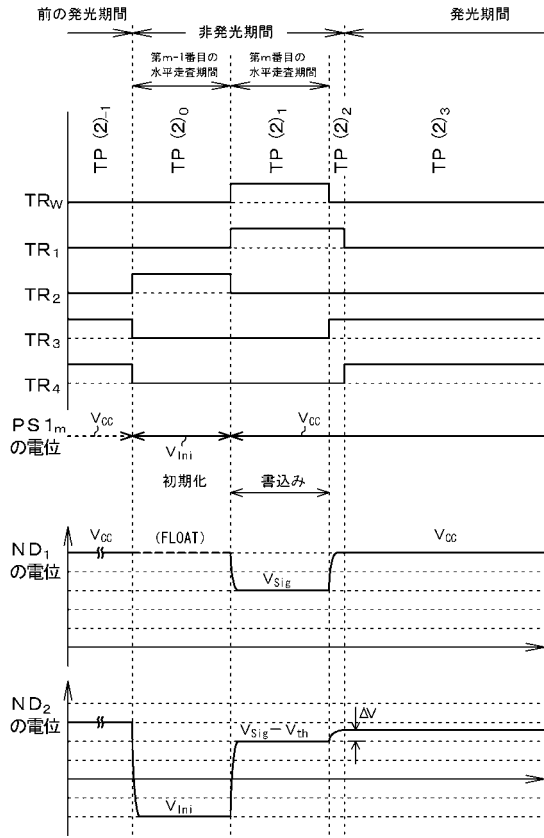 前の発光期間
非発光期間
発光期間
第m-1番目の
水平走査期間
第m番目の
水平走査期間
TP (2)-1
TP (2)0
TP (2)1
TP (2)2
TP (2)3
TRW
TR1
TR2
TR3
TR4
PS1m
の電位
VCC
VIni
VCC
初期化
書込み
ND1
の電位
VCC
(FLOAT)
VSig
VCC
ND2
の電位
VIni
VSig−Vth
ΔV